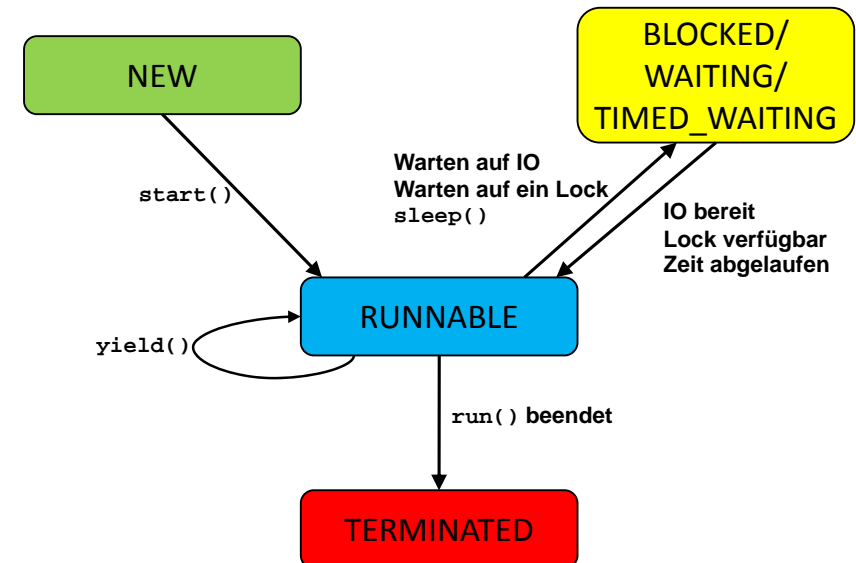 NEW
BLOCKED/
WAITING/
TIMED_WAITING
start()
Warten auf IO
Warten auf ein Lock
sleep()
IO bereit
Lock verfügbar
Zeit abgelaufen
RUNNABLE
yield()
run() beendet
TERMINATED